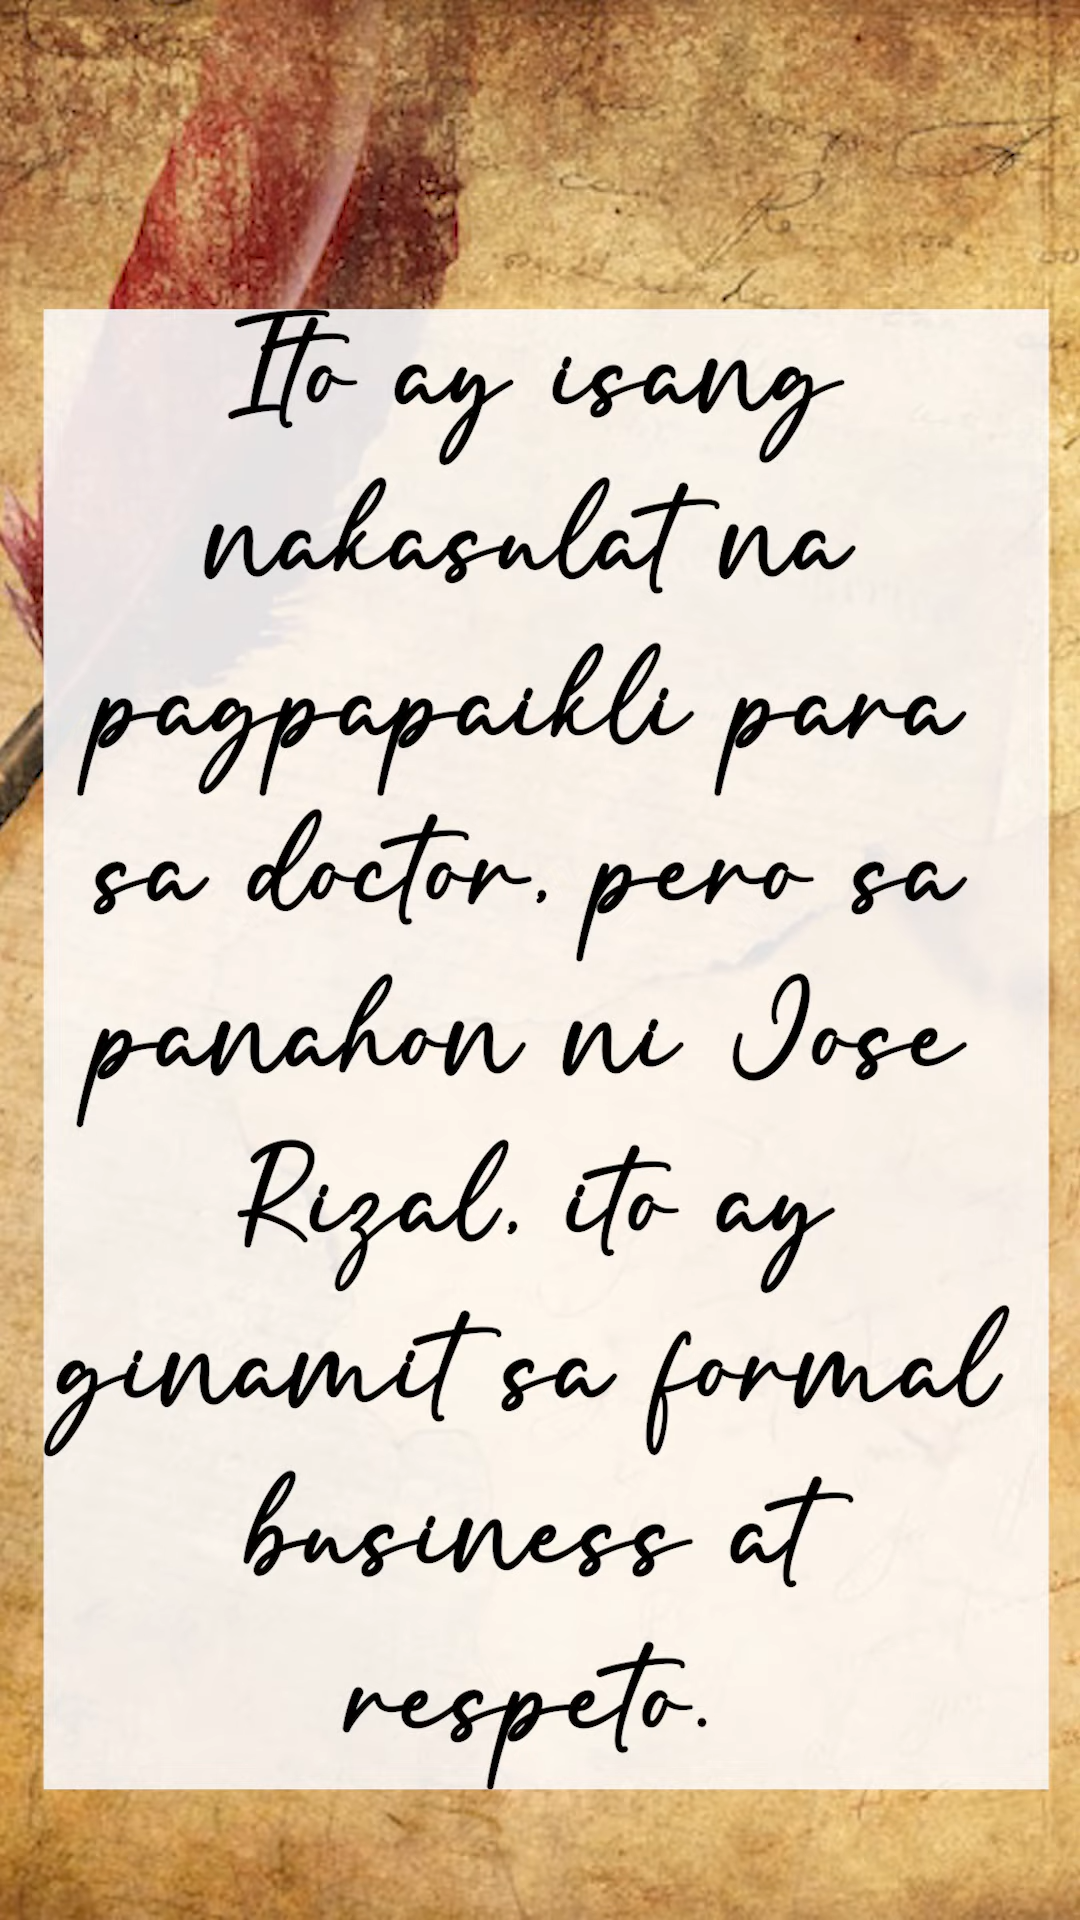 Ito ay isang
nakasulat na
pagpapaikli para
sa doctor, pero sa
panahon ni Jose
Rizal, ito ay
ginamit sa formal
business at
respeto.